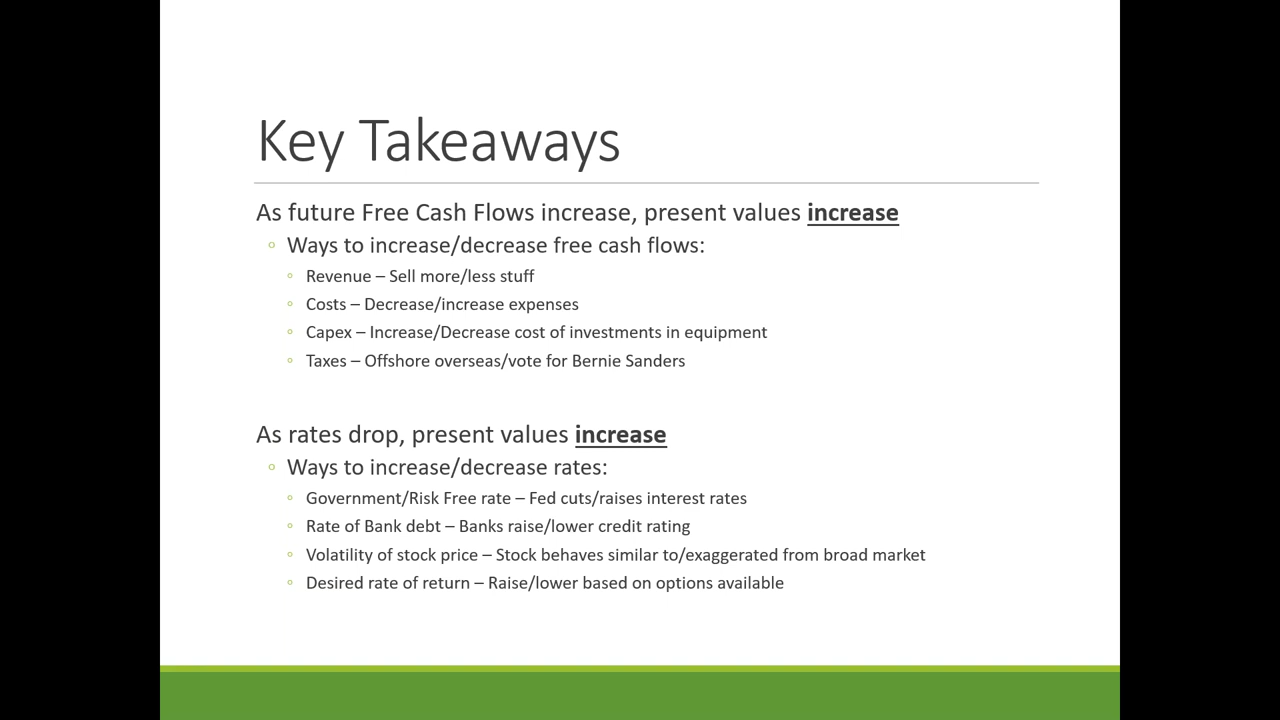 Key Takeaways
As future Free Cash Flows increase, present values increase
Ways to increase/decrease free cash flows:
Revenue – Sell more/less stuff
Costs – Decrease/increase expenses
Capex – Increase/Decrease cost of investments in equipment
Taxes – Offshore overseas/vote for Bernie Sanders
As rates drop, present values increase
Ways to increase/decrease rates:
Government/Risk Free rate – Fed cuts/raises interest rates
Rate of Bank debt – Banks raise/lower credit rating
Volatility of stock price – Stock behaves similar to/exaggerated from broad market
Desired rate of return – Raise/lower based on options available